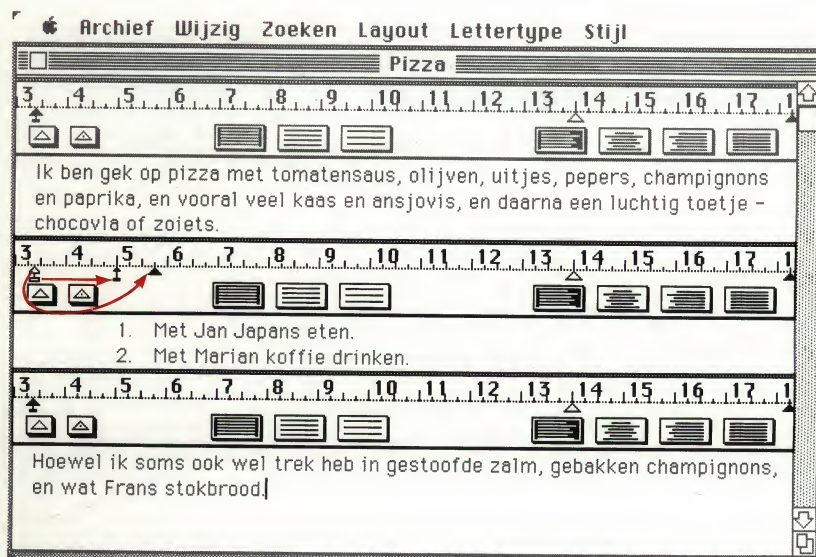 Archief Wijzig Zoeken Layout Lettertype Stijl
Pizza
3 4 5 6 7 8 9 10 11 12 13 14 15 16 17 1
Ik ben gek op pizza met tomatensaus, olijven, uitjes, pepers, champignons
en paprika, en vooral veel kaas en ansjovis, en daarna een luchtig toetje -
chocovla of zoiets.
3 4 5 6 7 8 9 10 11 12 13 14 15 16 17 1
1. Met Jan Japans eten.
2. Met Marian koffie drinken.
3 4 5 6 7 8 9 10 11 12 13 14 15 16 17 1
Hoewel ik soms ook wel trek heb in gestoofde zalm, gebakken champignons,
en wat Frans stokbrood.